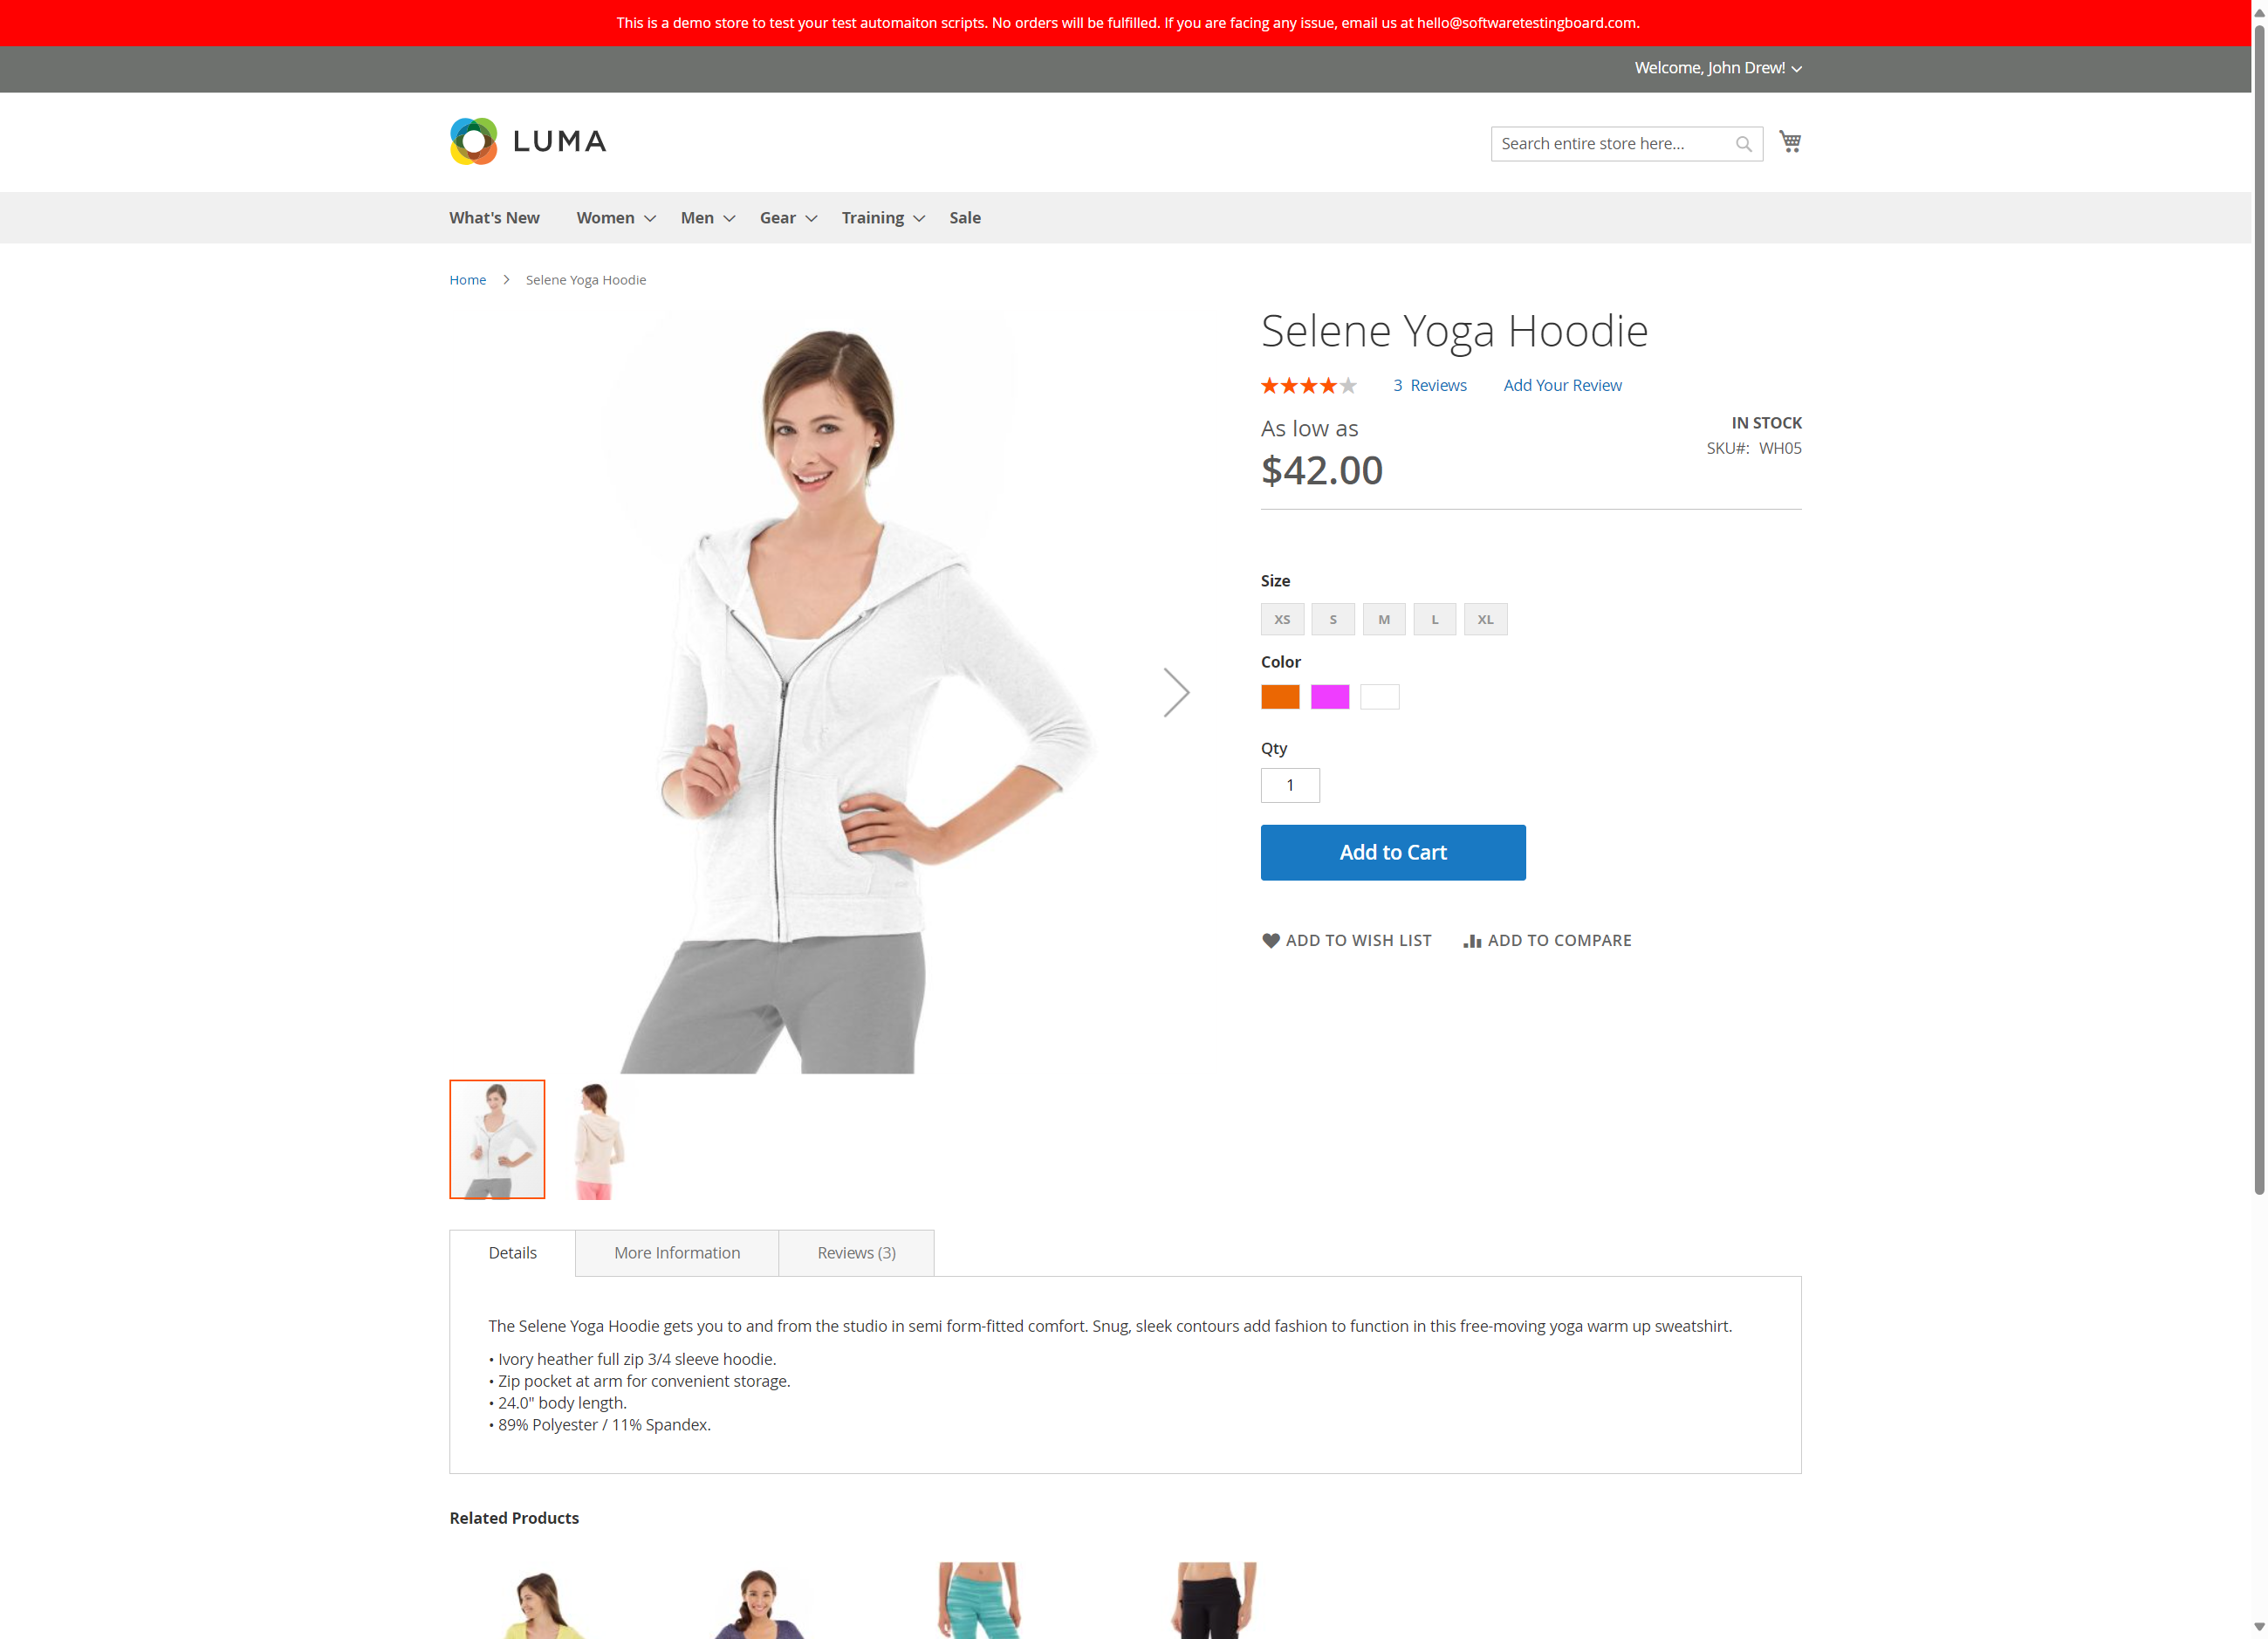 This is a demo store to test your test automaiton scripts. No orders will be fulfilled. If you are facing any issue, email us at hello@softwaretestingboard.com.
Welcome, John Drew!
LUMA
Search entire store here...
What's New Women Men Gear Training Sale
Home Selene Yoga Hoodie
Selene Yoga Hoodie
3 Reviews Add Your Review
As low as
$42.00
IN STOCK
SKU#: WH05
Size
XS S M L XL
Color
Qty
1
Add to Cart
ADD TO WISH LIST ADD TO COMPARE
Details More Information Reviews (3)
The Selene Yoga Hoodie gets you to and from the studio in semi form-fitted comfort. Snug, sleek contours add fashion to function in this free-moving yoga warm up sweatshirt.
• Ivory heather full zip 3/4 sleeve hoodie.
• Zip pocket at arm for convenient storage.
• 24.0" body length.
• 89% Polyester / 11% Spandex.
Related Products